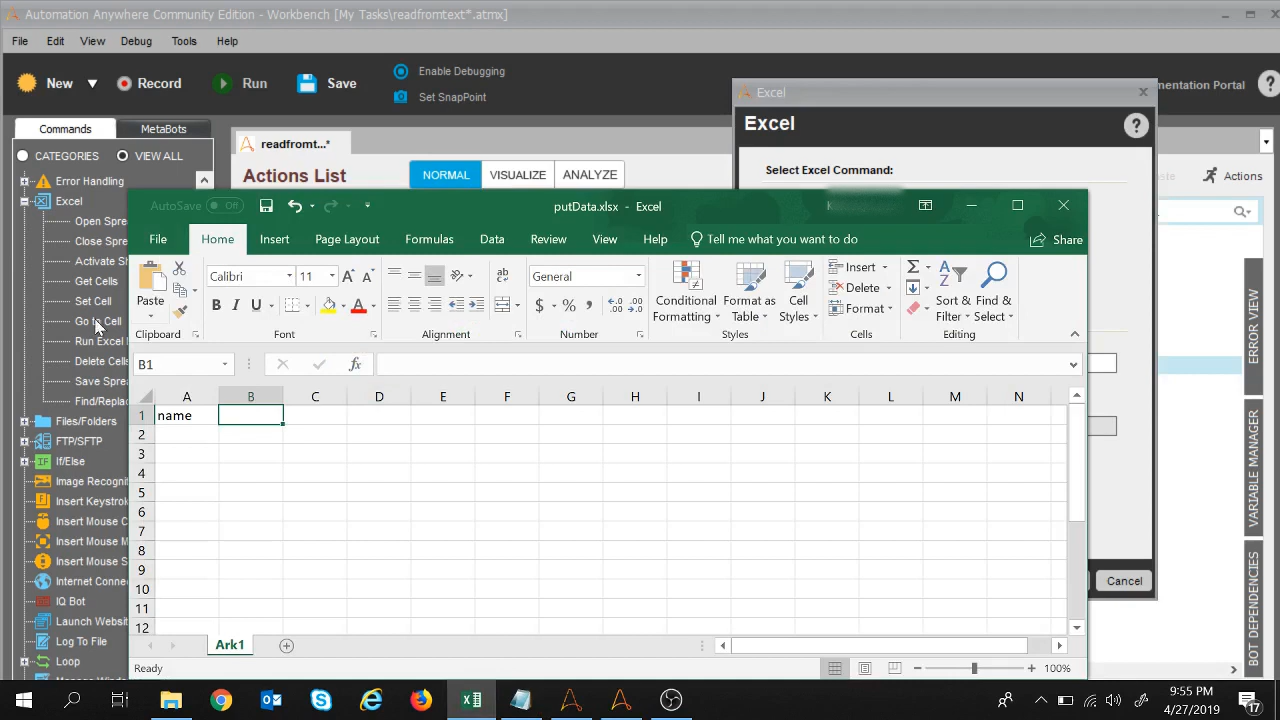 Automation Anywhere Community Edition - Workbench [My Tasks\readfromtext*.atmx]
File Edit View Debug Tools Help
New Record Run Save
Enable Debugging
Set SnapPoint
mentation Portal
Commands MetaBots
CATEGORIES VIEW ALL
readfromt...*
Actions List NORMAL VISUALIZE ANALYZE
Actions
Error Handling
Excel
Open Spre
Close Spre
Activate Sh
Get Cells
Set Cell
Go to Cell
Run Excel
Delete Cells
Save Sprea
Find/Replac
Files/Folders
FTP/SFTP
If/Else
Image Recogni
Insert Keystrok
Insert Mouse C
Insert Mouse M
Insert Mouse S
Internet Conne
IQ Bot
Launch Websit
Log To File
Loop
Excel
Excel
Select Excel Command:
Cancel
ERROR VIEW
VARIABLE MANAGER
BOT DEPENDENCIES
AutoSave Off
putData.xlsx - Excel
File Home Insert Page Layout Formulas Data Review View Help Tell me what you want to do Share
Paste
Clipboard
Calibri 11
B I U
Font
ab
Alignment
General
$ % ,
Number
Conditional Formatting
Format as Table
Cell Styles
Styles
Insert
Delete
Format
Cells
Sort & Filter
Find & Select
Editing
B1 fx
A B C D E F G H I J K L M N
1 name
2
3
4
5
6
7
8
9
10
11
12
Ark1
Ready 100%
9:55 PM
4/27/2019
17